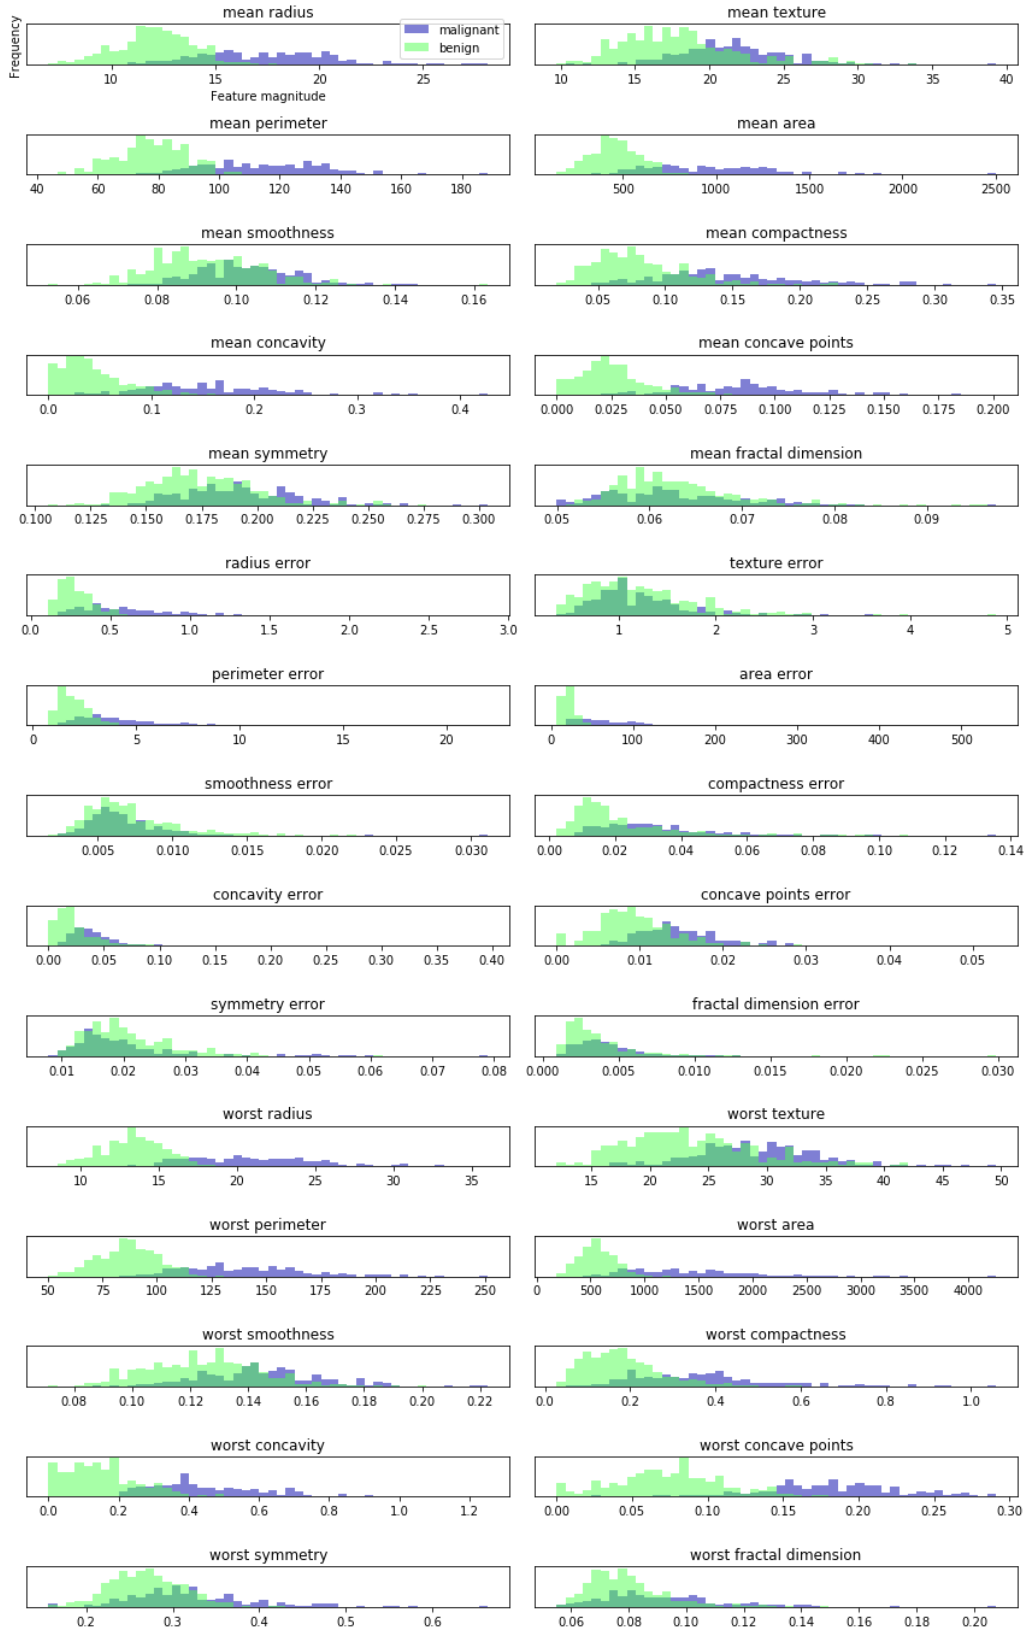 mean radius
mean texture
Frequency
malignant
benign
10 15 20 25
10 15 20 25 30 35 40
Feature magnitude
mean perimeter
mean area
40 60 80 100 120 140 160 180
500 1000 1500 2000 2500
mean smoothness
mean compactness
0.06 0.08 0.10 0.12 0.14 0.16
0.05 0.10 0.15 0.20 0.25 0.30 0.35
mean concavity
mean concave points
0.0 0.1 0.2 0.3 0.4
0.000 0.025 0.050 0.075 0.100 0.125 0.150 0.175 0.200
mean symmetry
mean fractal dimension
0.100 0.125 0.150 0.175 0.200 0.225 0.250 0.275 0.300
0.05 0.06 0.07 0.08 0.09
radius error
texture error
0.0 0.5 1.0 1.5 2.0 2.5 3.0
1 2 3 4 5
perimeter error
area error
0 5 10 15 20
0 100 200 300 400 500
smoothness error
compactness error
0.005 0.010 0.015 0.020 0.025 0.030
0.00 0.02 0.04 0.06 0.08 0.10 0.12 0.14
concavity error
concave points error
0.00 0.05 0.10 0.15 0.20 0.25 0.30 0.35 0.40
0.00 0.01 0.02 0.03 0.04 0.05
symmetry error
fractal dimension error
0.01 0.02 0.03 0.04 0.05 0.06 0.07 0.08
0.000 0.005 0.010 0.015 0.020 0.025 0.030
worst radius
worst texture
10 15 20 25 30 35
15 20 25 30 35 40 45 50
worst perimeter
worst area
50 75 100 125 150 175 200 225 250
0 500 1000 1500 2000 2500 3000 3500 4000
worst smoothness
worst compactness
0.08 0.10 0.12 0.14 0.16 0.18 0.20 0.22
0.0 0.2 0.4 0.6 0.8 1.0
worst concavity
worst concave points
0.0 0.2 0.4 0.6 0.8 1.0 1.2
0.00 0.05 0.10 0.15 0.20 0.25 0.30
worst symmetry
worst fractal dimension
0.2 0.3 0.4 0.5 0.6
0.06 0.08 0.10 0.12 0.14 0.16 0.18 0.20